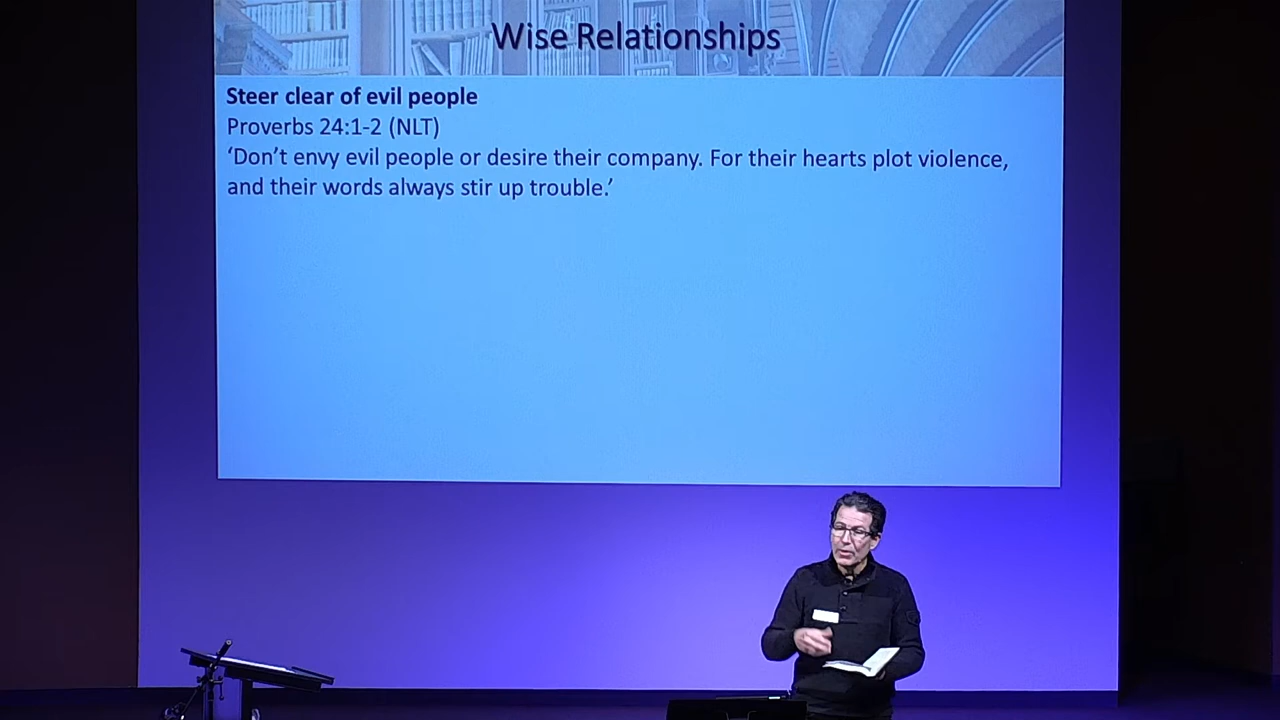 Wise Relationships
Steer clear of evil people
Proverbs 24:1-2 (NLT)
‘Don’t envy evil people or desire their company. For their hearts plot violence,
and their words always stir up trouble.’